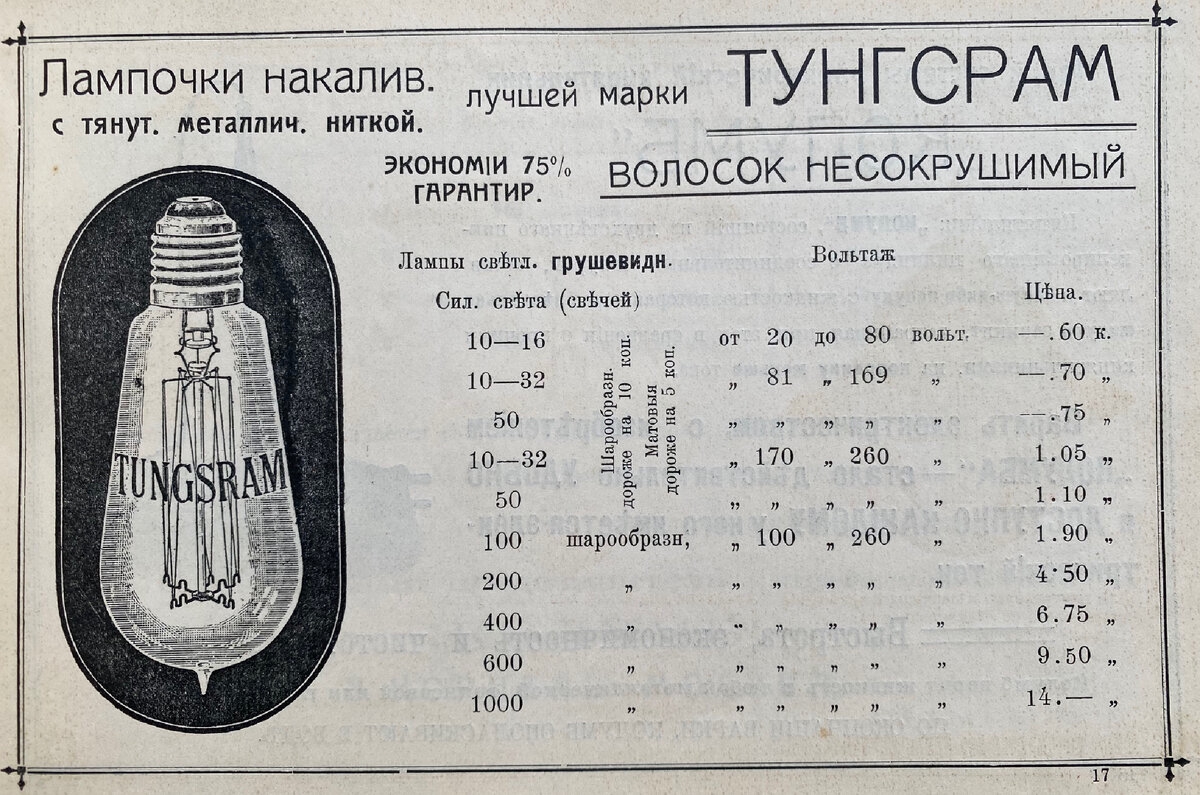 Лампочки накалив.
с тянут. металлич. ниткой.
лучшей марки
ТУНГСРАМ
ЭКОНОМІИ 75%
ГАРАНТИР.
ВОЛОСОК НЕСОКРУШИМЫЙ
TUNGSRAM
Лампы свѣтл. грушевидн. Вольтаж
Сил. свѣта (свѣчей) Цѣна.
Шарообразн.
дороже на 10 коп.
Матовыя
дороже на 5 коп.
10—16 от 20 до 80 вольт. —.60 к.
10—32 „ 81 „ 169 „ —.70 „
50 „ „ „ „ „ —.75 „
10—32 „ 170 „ 260 „ 1.05 „
50 „ „ „ „ „ 1.10 „
100 шарообразн, „ 100 „ 260 „ 1.90 „
200 „ „ „ „ „ „ 4.50 „
400 „ „ „ „ „ „ 6.75 „
600 „ „ „ „ „ „ 9.50 „
1000 „ „ „ „ „ „ 14.— „
17